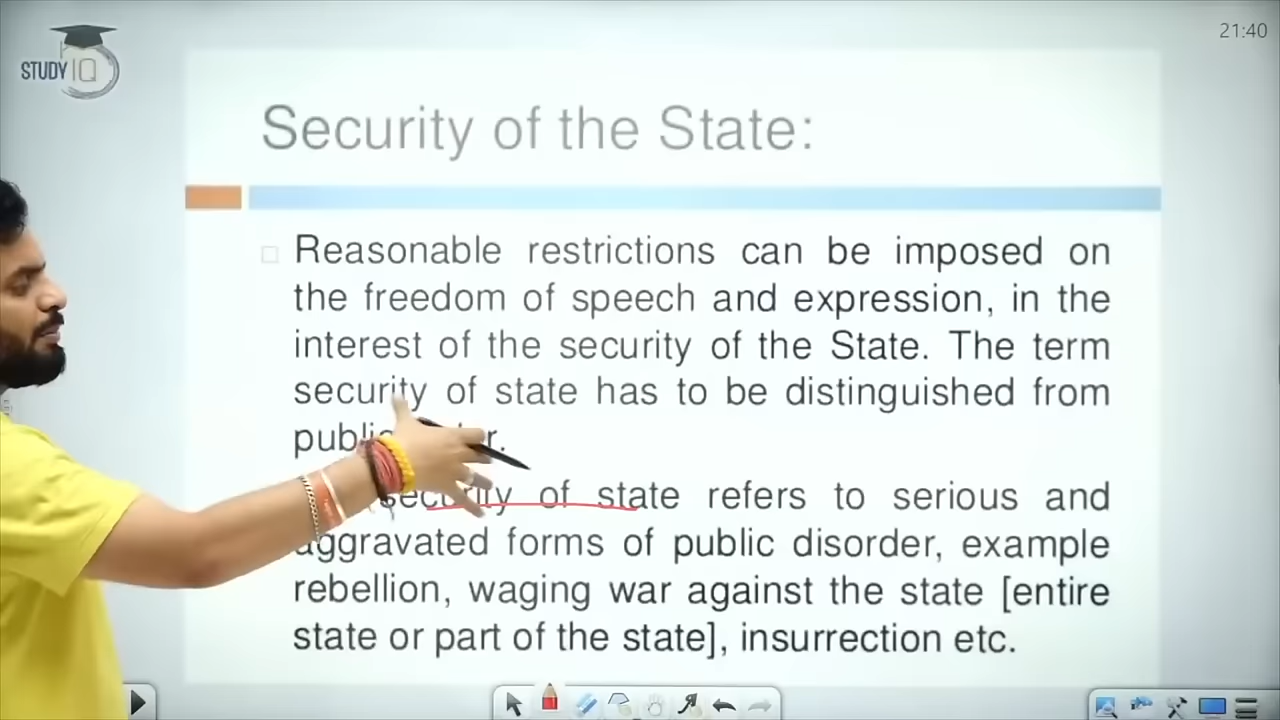 STUDY IQ
21:40
Security of the State:
Reasonable restrictions can be imposed on
the freedom of speech and expression, in the
interest of the security of the State. The term
security of state has to be distinguished from
security of state refers to serious and
aggravated forms of public disorder, example
rebellion, waging war against the state [entire
state or part of the state], insurrection etc.